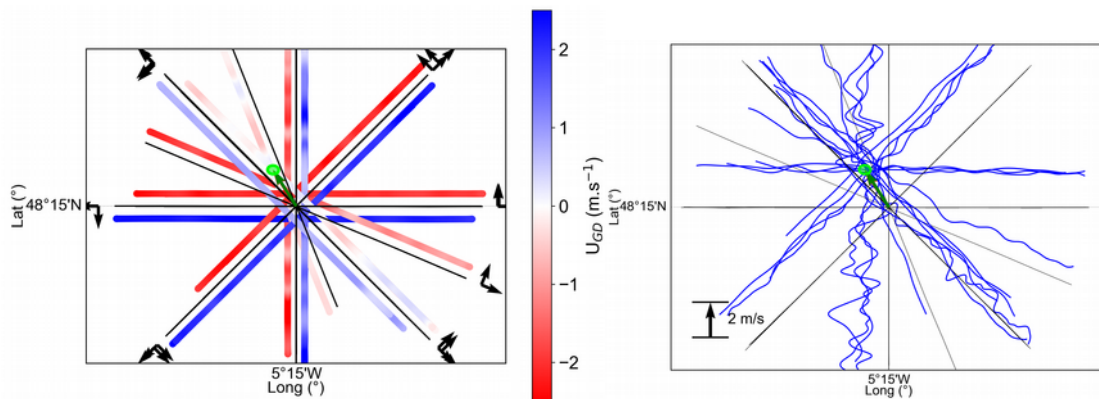 2
1
0
−1
−2
U_GD (m.s⁻¹)
Lat (°)
48°15'N
5°15'W
Long (°)
Lat (°)
48°15'N
2 m/s
5°15'W
Long (°)